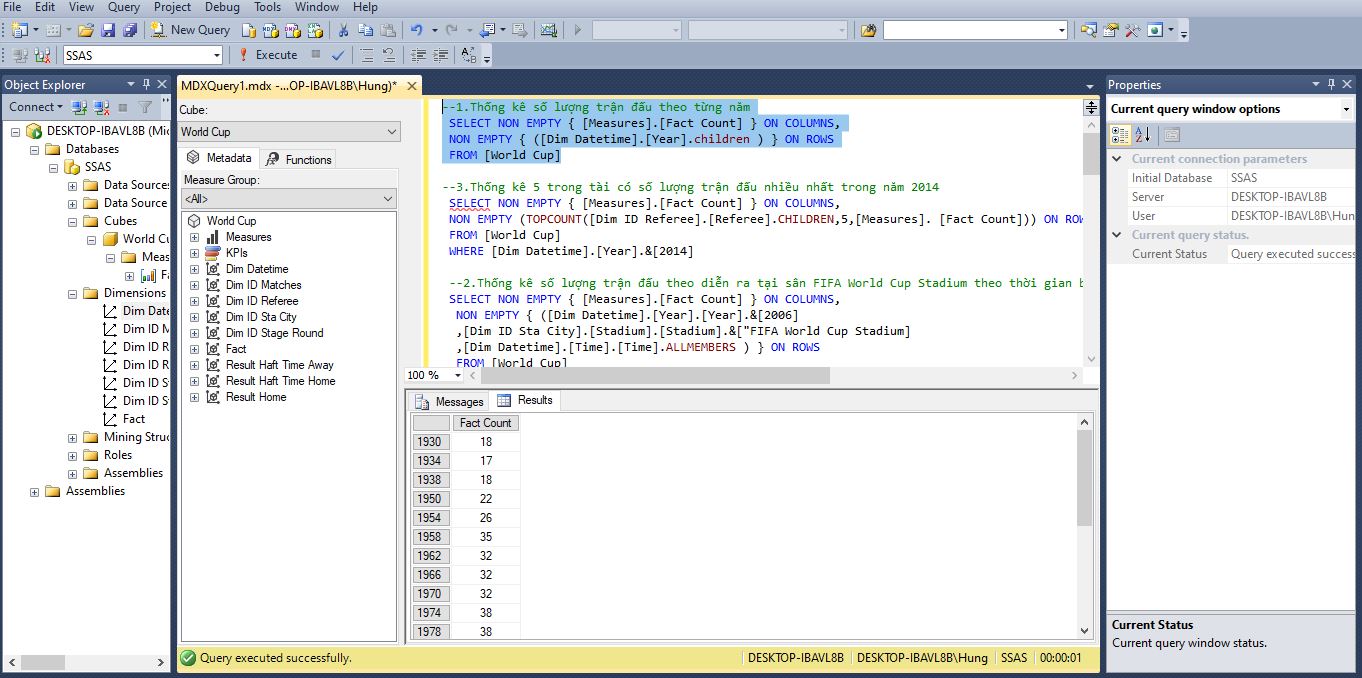 File Edit View Query Project Debug Tools Window Help
New Query
SSAS Execute
Object Explorer
Connect
DESKTOP-IBAVL8B (Mic
Databases
SSAS
Data Sources
Data Source
Cubes
World Cu
Meas
Fa
Dimensions
Dim Date
Dim ID M
Dim ID R
Dim ID R
Dim ID S
Dim ID S
Fact
Mining Struc
Roles
Assemblies
Assemblies
MDXQuery1.mdx -...OP-IBAVL8B\Hung)*
Cube:
World Cup
Metadata Functions
Measure Group:
<All>
World Cup
Measures
KPIs
Dim Datetime
Dim ID Matches
Dim ID Referee
Dim ID Sta City
Dim ID Stage Round
Fact
Result Haft Time Away
Result Haft Time Home
Result Home
--1.Thống kê số lượng trận đấu theo từng năm
SELECT NON EMPTY { [Measures].[Fact Count] } ON COLUMNS,
NON EMPTY { ([Dim Datetime].[Year].children ) } ON ROWS
FROM [World Cup]
--3.Thống kê 5 trong tài có số lượng trận đấu nhiều nhất trong năm 2014
SELECT NON EMPTY { [Measures].[Fact Count] } ON COLUMNS,
NON EMPTY (TOPCOUNT([Dim ID Referee].[Referee].CHILDREN,5,[Measures]. [Fact Count])) ON ROW
FROM [World Cup]
WHERE [Dim Datetime].[Year].&[2014]
--2.Thống kê số lượng trận đấu theo diễn ra tại sân FIFA World Cup Stadium theo thời gian b
SELECT NON EMPTY { [Measures].[Fact Count] } ON COLUMNS,
NON EMPTY { ([Dim Datetime].[Year].[Year].&[2006]
,[Dim ID Sta City].[Stadium].[Stadium].&["FIFA World Cup Stadium]
,[Dim Datetime].[Time].[Time].ALLMEMBERS ) } ON ROWS
FROM [World Cup]
100 %
Messages Results
Fact Count
1930 18
1934 17
1938 18
1950 22
1954 26
1958 35
1962 32
1966 32
1970 32
1974 38
1978 38
Query executed successfully. DESKTOP-IBAVL8B DESKTOP-IBAVL8B\Hung SSAS 00:00:01
Properties
Current query window options
Current connection parameters
Initial Database SSAS
Server DESKTOP-IBAVL8B
User DESKTOP-IBAVL8B\Hun
Current query status.
Current Status Query executed success
Current Status
Current query window status.